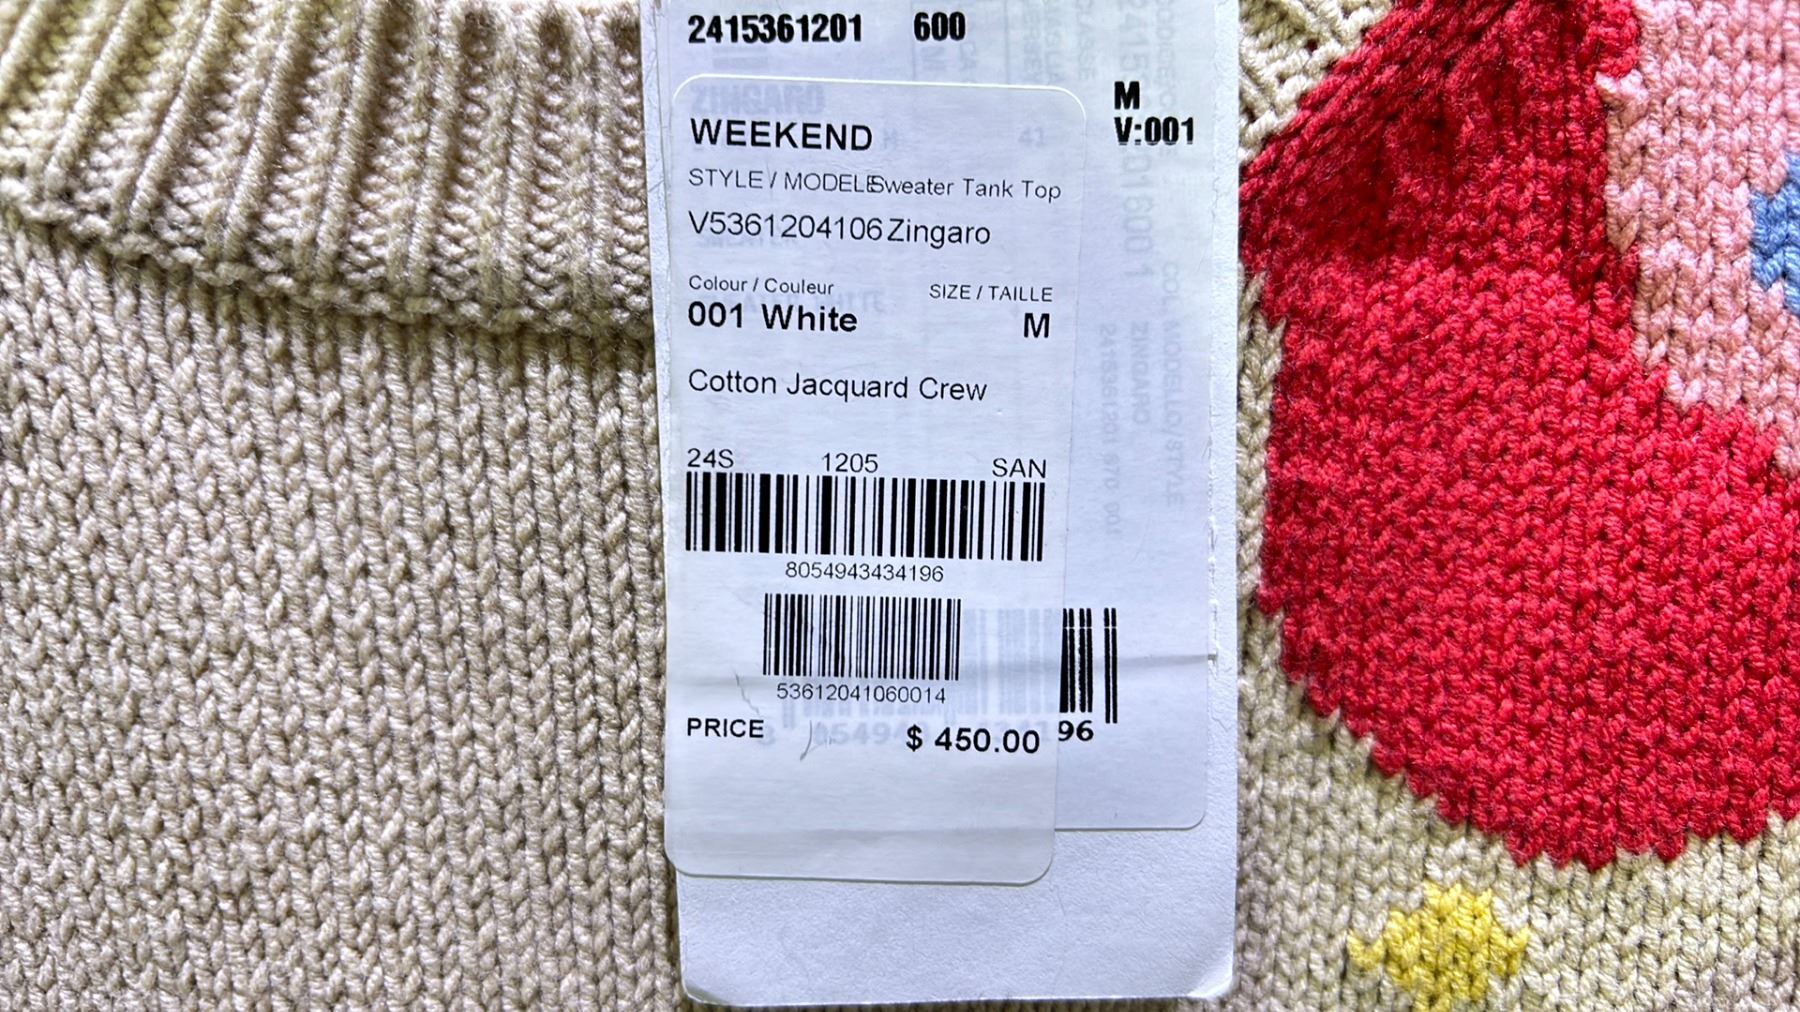 2415361201 600
M
V:001
WEEKEND
STYLE / MODELE Sweater Tank Top
V5361204106 Zingaro
Colour / Couleur SIZE / TAILLE
001 White M
Cotton Jacquard Crew
24S 1205 SAN
8054943434196
53612041060014
PRICE $ 450.00
96